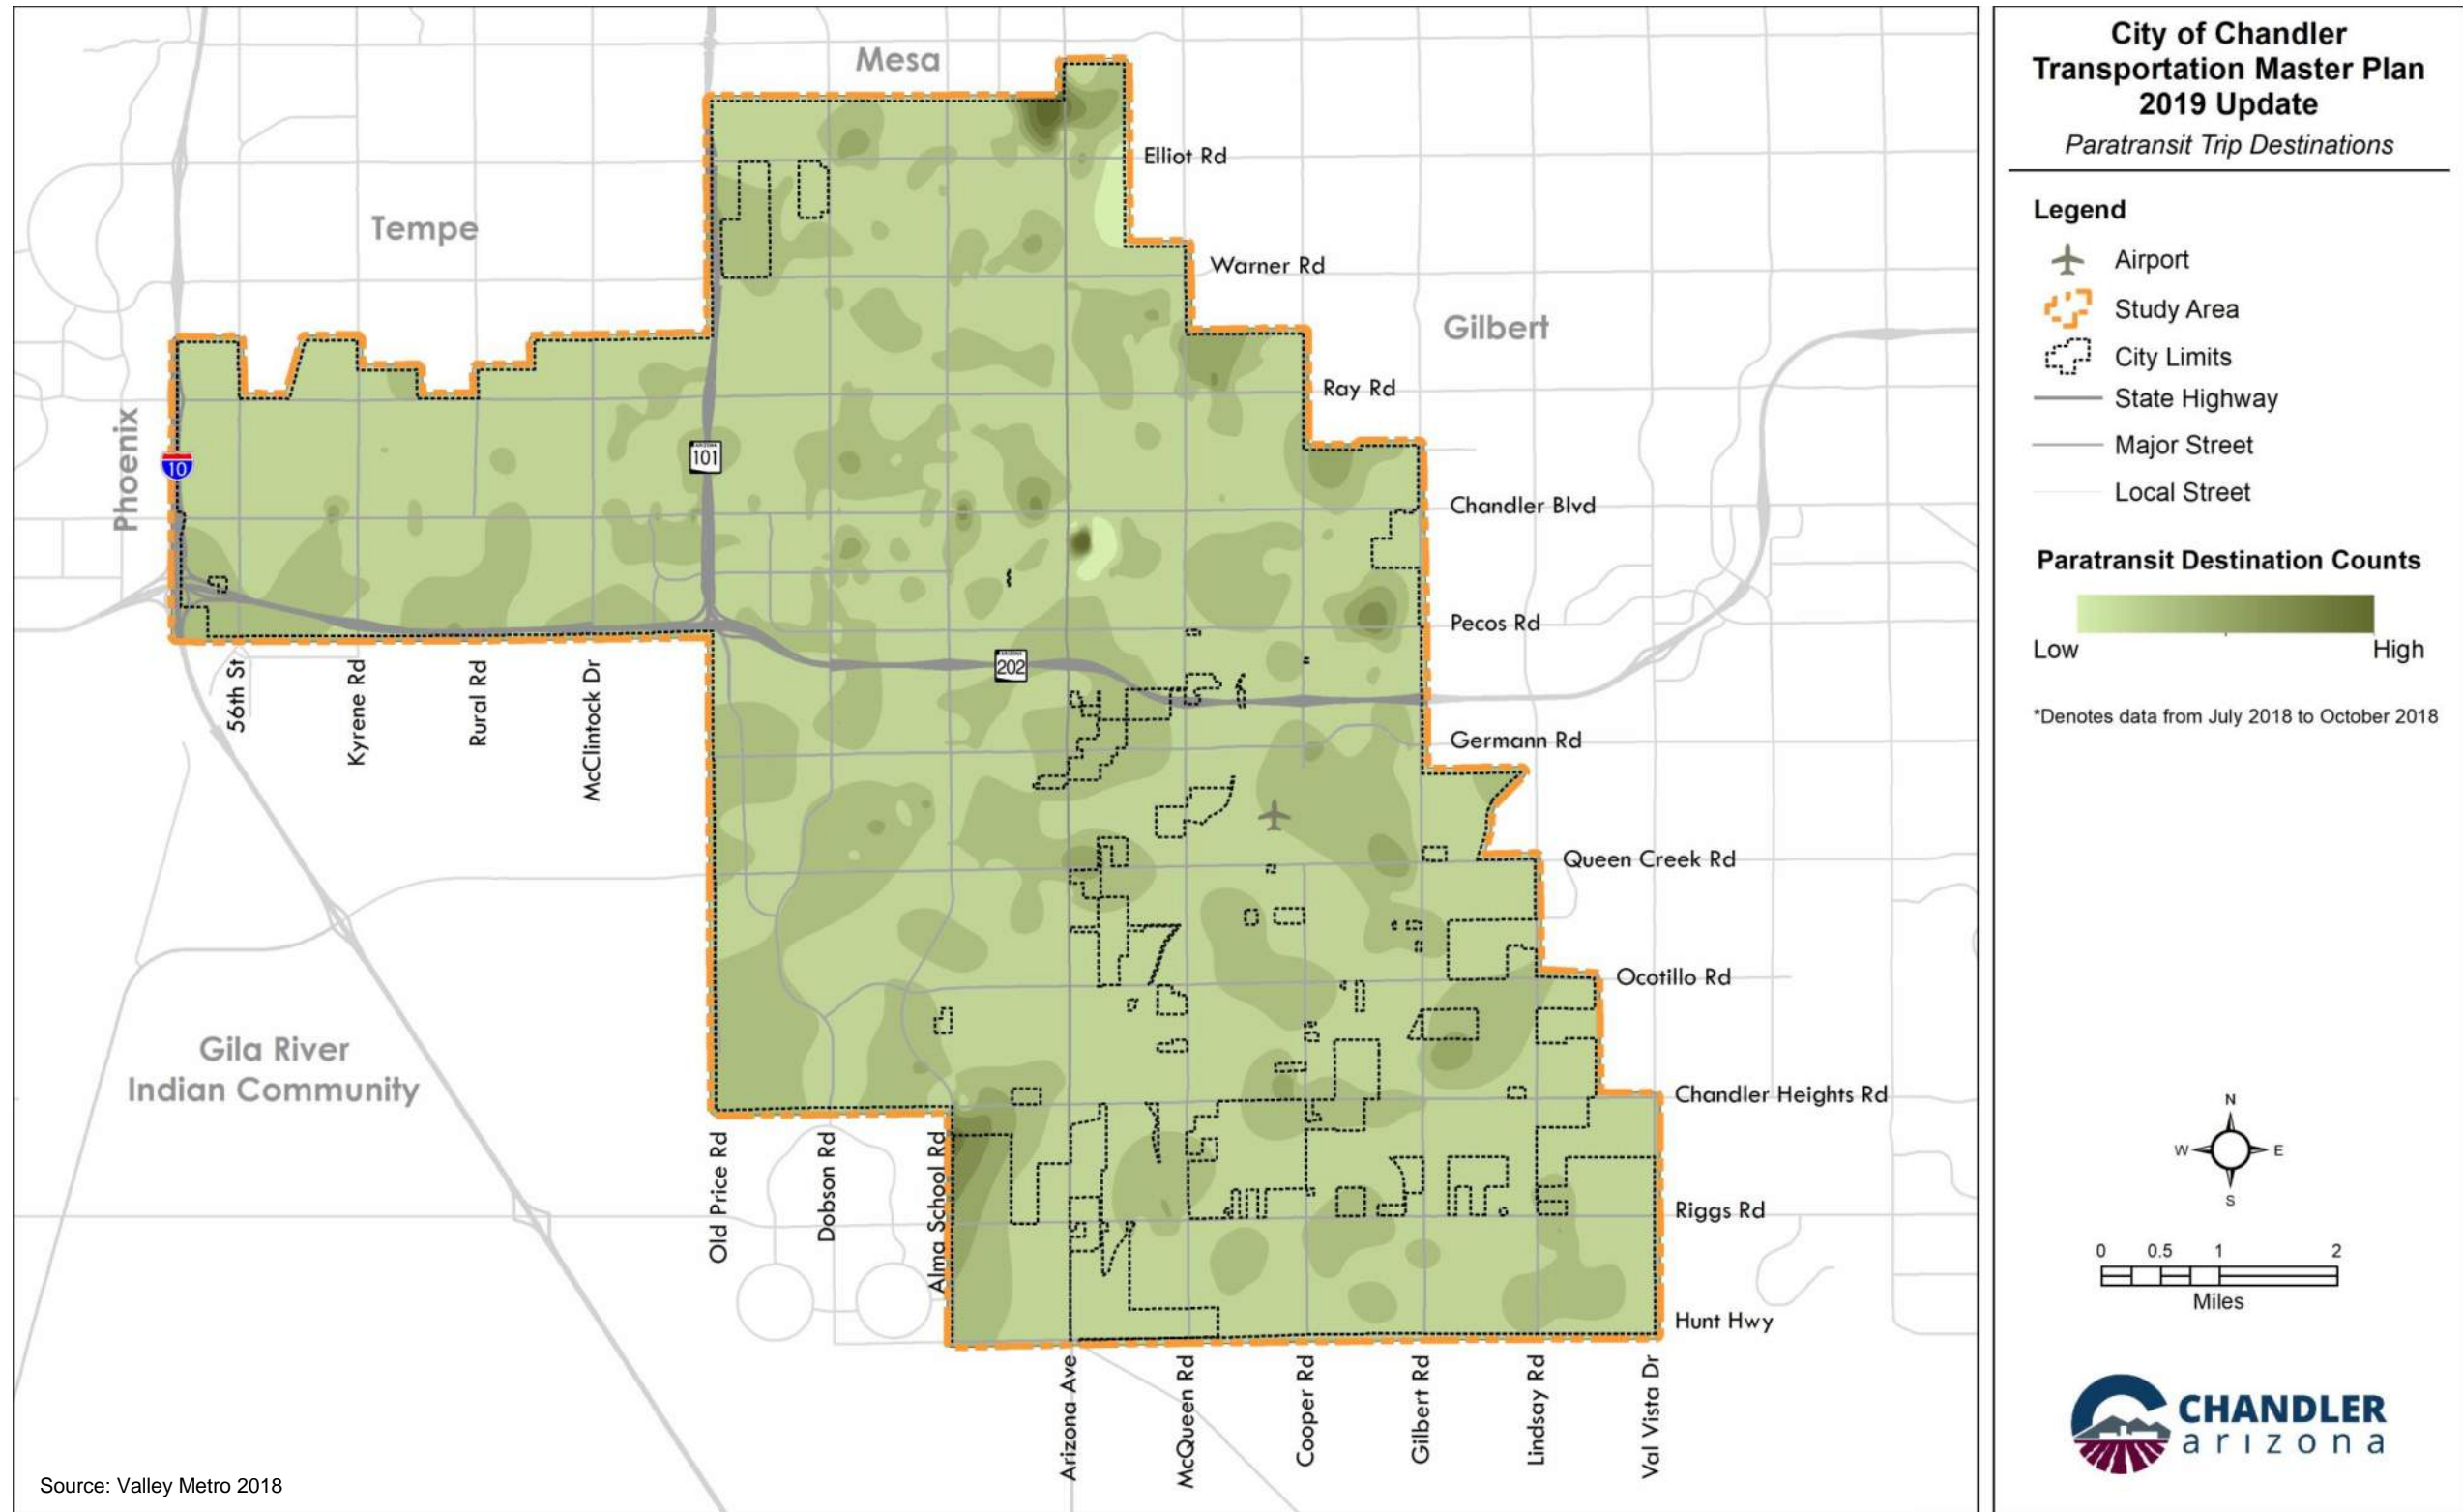 Mesa
Tempe
Gilbert
Phoenix
Gila River
Indian Community
10
ARIZONA
101
ARIZONA
202
Elliot Rd
Warner Rd
Ray Rd
Chandler Blvd
Pecos Rd
Germann Rd
Queen Creek Rd
Ocotillo Rd
Chandler Heights Rd
Riggs Rd
Hunt Hwy
56th St
Kyrene Rd
Rural Rd
McClintock Dr
Old Price Rd
Dobson Rd
Alma School Rd
Arizona Ave
McQueen Rd
Cooper Rd
Gilbert Rd
Lindsay Rd
Val Vista Dr
Source: Valley Metro 2018
City of Chandler
Transportation Master Plan
2019 Update
Paratransit Trip Destinations
Legend
Airport
Study Area
City Limits
State Highway
Major Street
Local Street
Paratransit Destination Counts
Low High
*Denotes data from July 2018 to October 2018
N
W E
S
0 0.5 1 2
Miles
CHANDLER
arizona